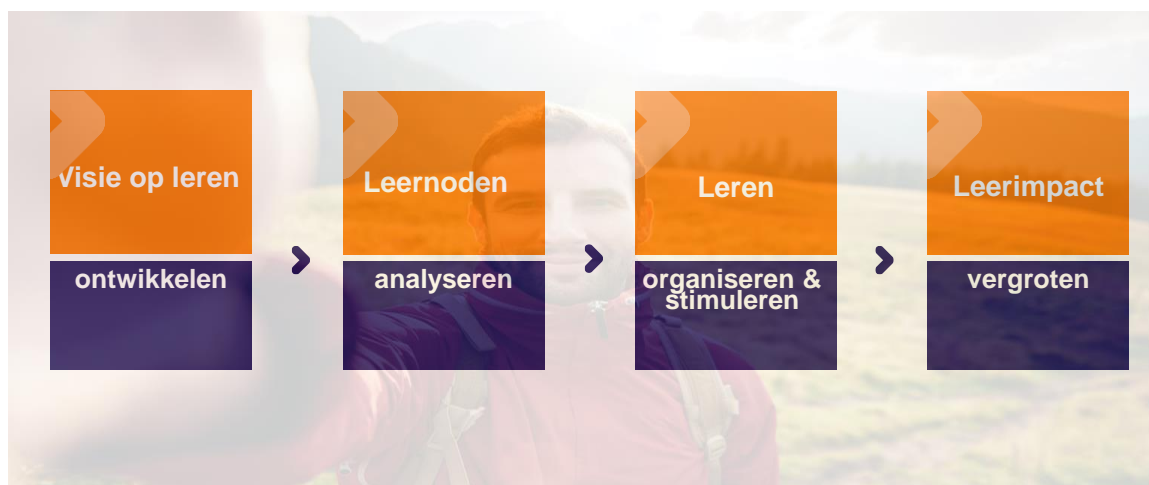 Visie op leren
ontwikkelen
Leernoden
analyseren
Leren
organiseren &
stimuleren
Leerimpact
vergroten